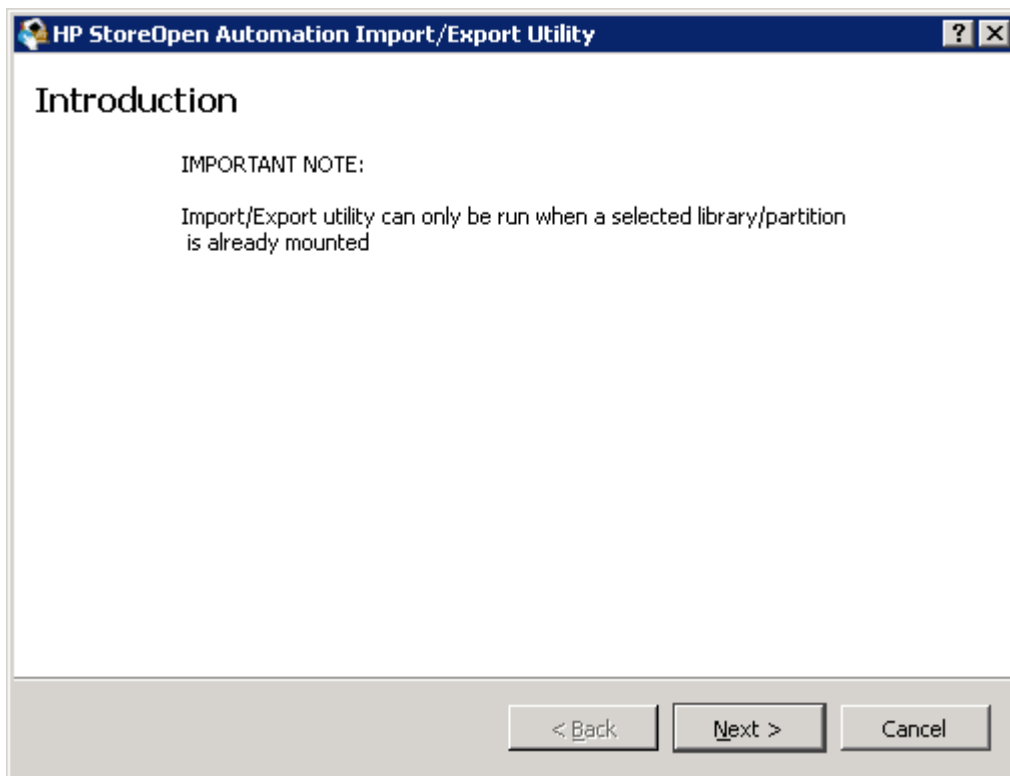 HP StoreOpen Automation Import/Export Utility
Introduction
IMPORTANT NOTE:
Import/Export utility can only be run when a selected library/partition
is already mounted
< Back
Next >
Cancel